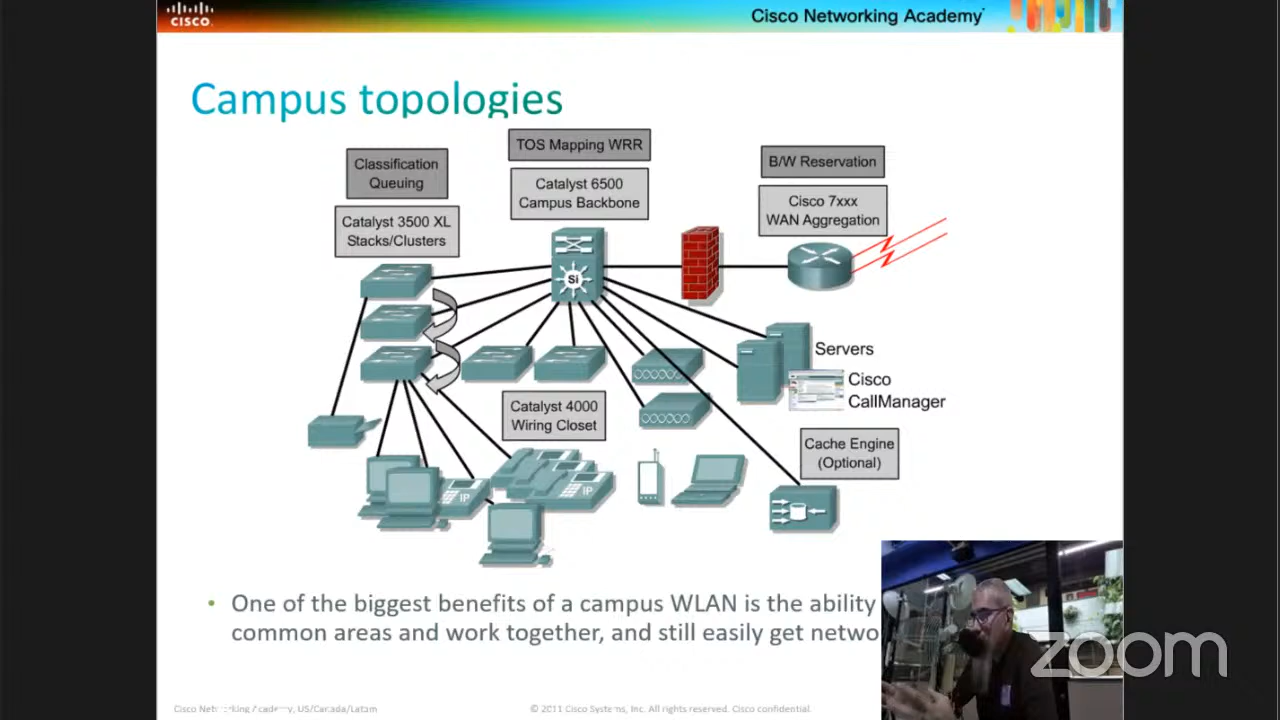 CISCO
Cisco Networking Academy
Campus topologies
Classification
Queuing
TOS Mapping WRR
B/W Reservation
Catalyst 3500 XL
Stacks/Clusters
Catalyst 6500
Campus Backbone
Cisco 7xxx
WAN Aggregation
Si
Servers
Cisco
CallManager
Catalyst 4000
Wiring Closet
Cache Engine
(Optional)
IP
IP
• One of the biggest benefits of a campus WLAN is the ability
common areas and work together, and still easily get netwo
zoom
Cisco Networking Academy, US/Canada/Latam
© 2011 Cisco Systems, Inc. All rights reserved. Cisco confidential.